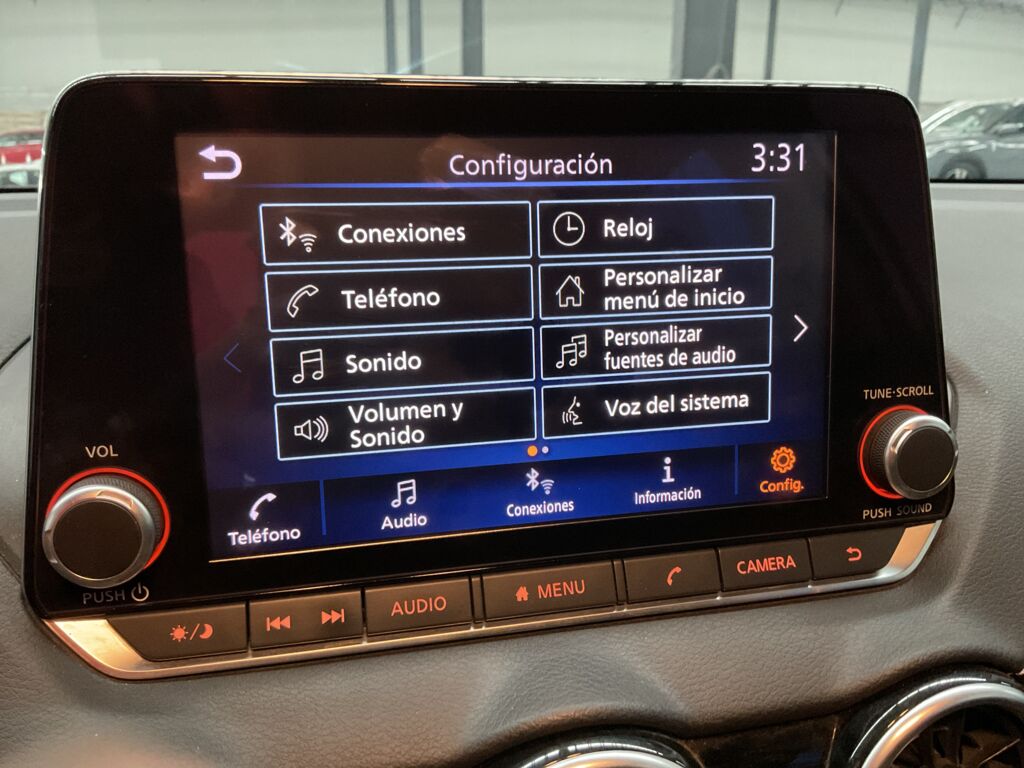 Configuración
3:31
Conexiones
Reloj
Teléfono
Personalizar
menú de inicio
Sonido
Personalizar
fuentes de audio
Volumen y
Sonido
Voz del sistema
Teléfono
Audio
Conexiones
Información
Config.
VOL
PUSH
TUNE·SCROLL
PUSH SOUND
AUDIO
MENU
CAMERA